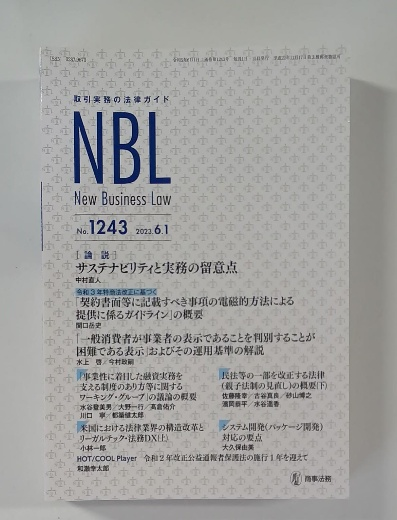 取引実務の法律ガイド
NBL
New Business Law
No.1243 2023.6.1
[論説]
サステナビリティと実務の留意点
中村直人
令和3年特商法改正に基づく
「契約書面等に記載すべき事項の電磁的方法による
提供に係るガイドライン」の概要
関口岳史
「一般消費者が事業者の表示であることを判別することが
困難である表示」およびその運用基準の解説
水上 啓／今村敏嗣
「事業性に着目した融資実務を
支える制度のあり方等に関する
ワーキング・グループ」の議論の概要
水谷登美男／大野一行／高倉佑介
川口 寧／都築健太郎
米国における法律業界の構造改革と
リーガルテック・法務DX(上)
小林一郎
民法等の一部を改正する法律
(親子法制の見直し)の概要(下)
佐藤隆幸／古谷真良／砂山博之
濵岡恭平／水谷遥香
システム開発(パッケージ開発)
対応の要点
大久保由美
HOT/COOL Player 令和2年改正公益通報者保護法の施行1年を迎えて
和瀬幸太郎
商事法務